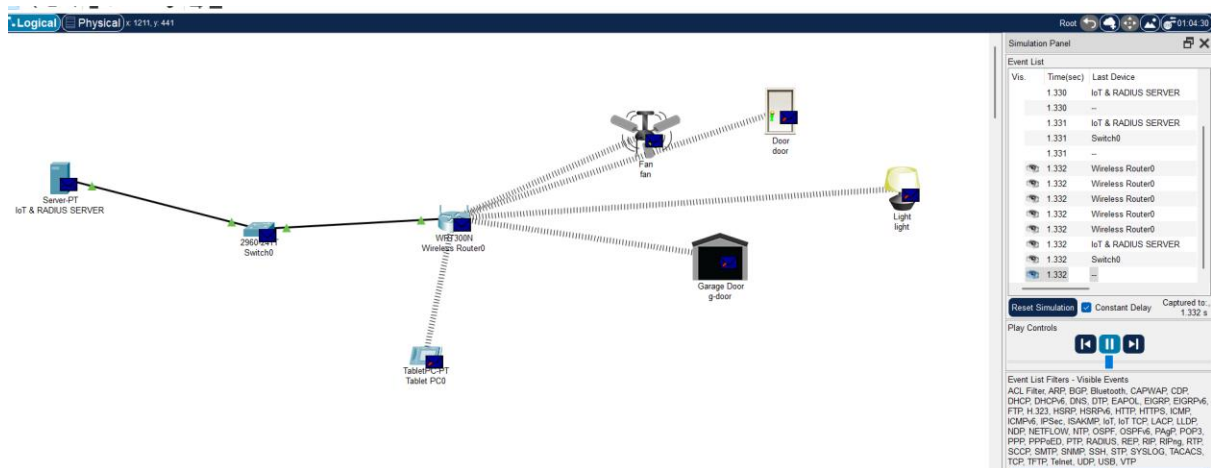 Logical Physical x: 1211, y: 441
Root 01:04:30
Server-PT
IoT & RADIUS SERVER
Switch0
WRT300N
Wireless Router0
TabletPC-PT
Tablet PC0
Fan
fan
Door
door
Light
light
Garage Door
g-door
Simulation Panel
Event List
Vis. Time(sec) Last Device
1.330 IoT & RADIUS SERVER
1.330 --
1.331 IoT & RADIUS SERVER
1.331 Switch0
1.331 --
1.332 Wireless Router0
1.332 Wireless Router0
1.332 Wireless Router0
1.332 Wireless Router0
1.332 Wireless Router0
1.332 IoT & RADIUS SERVER
1.332 Switch0
1.332 --
Reset Simulation Constant Delay Captured to:
1.332 s
Play Controls
Event List Filters - Visible Events
ACL Filter, ARP, BGP, Bluetooth, CAPWAP, CDP,
DHCP, DHCPv6, DNS, DTP, EAPOL, EIGRP, EIGRPv6,
FTP, H.323, HSRP, HSRPv6, HTTP, HTTPS, ICMP,
ICMPv6, IPSec, ISAKMP, IoT, IoT TCP, LACP, LLDP,
NDP, NETFLOW, NTP, OSPF, OSPFv6, PAgP, POP3,
PPP, PPPoED, PTP, RADIUS, REP, RIP, RIPng, RTP,
SCCP, SMTP, SNMP, SSH, STP, SYSLOG, TACACS,
TCP, TFTP, Telnet, UDP, USB, VTP